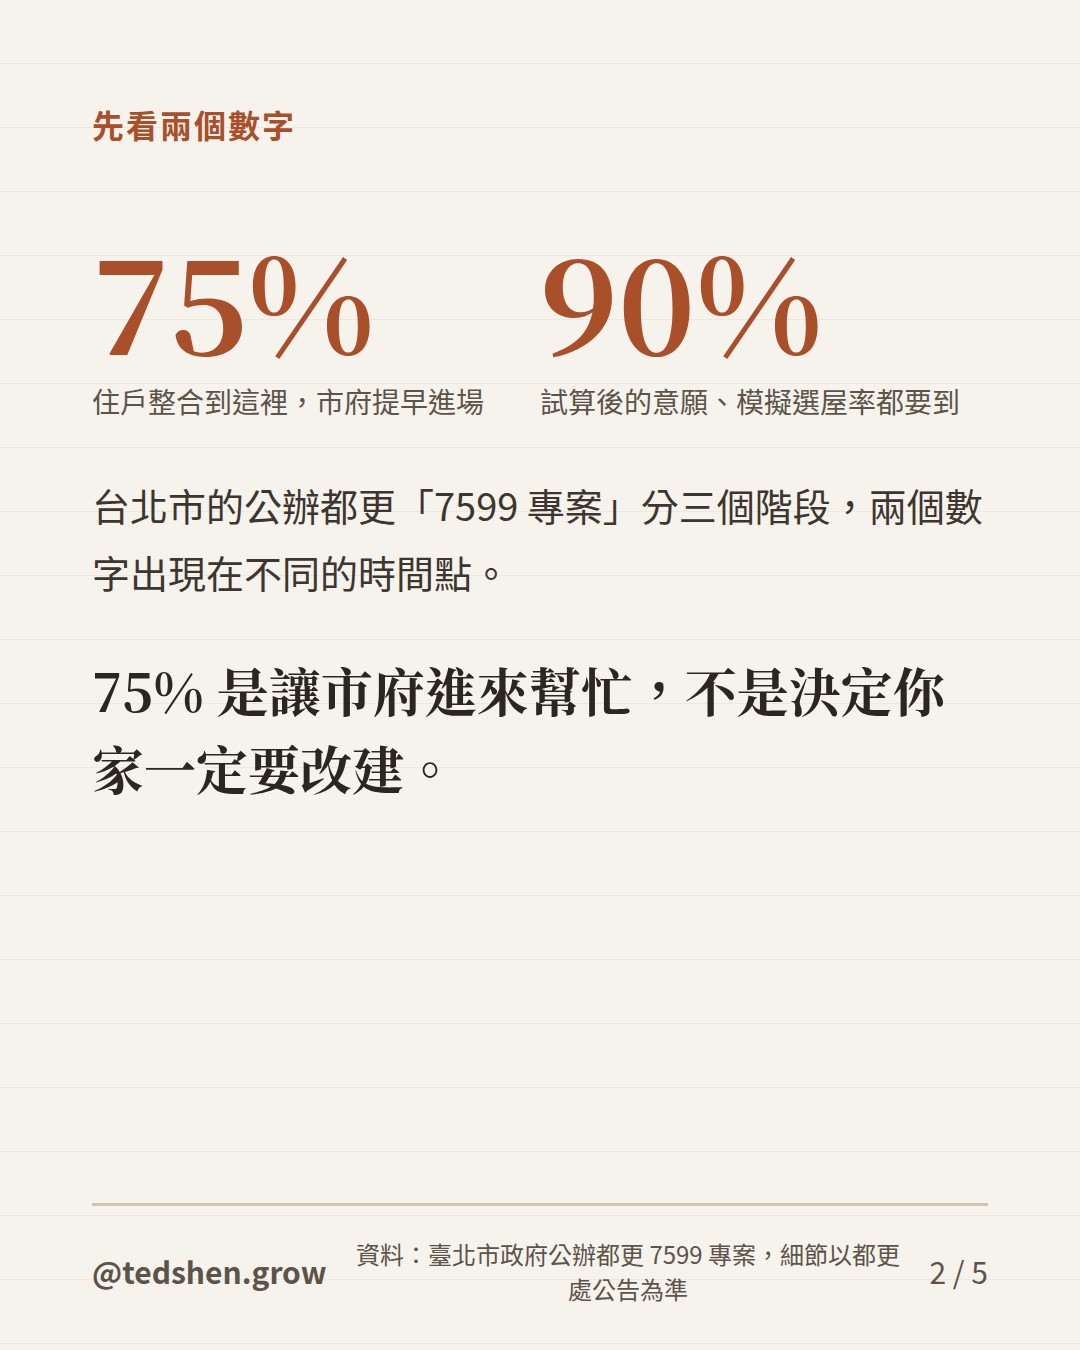 先看兩個數字
75%
90%
住戶整合到這裡，市府提早進場
試算後的意願、模擬選屋率都要到
台北市的公辦都更「7599 專案」分三個階段，兩個數
字出現在不同的時間點。
75% 是讓市府進來幫忙，不是決定你
家一定要改建。
@tedshen.grow
資料：臺北市政府公辦都更 7599 專案，細節以都更
處公告為準
2 / 5